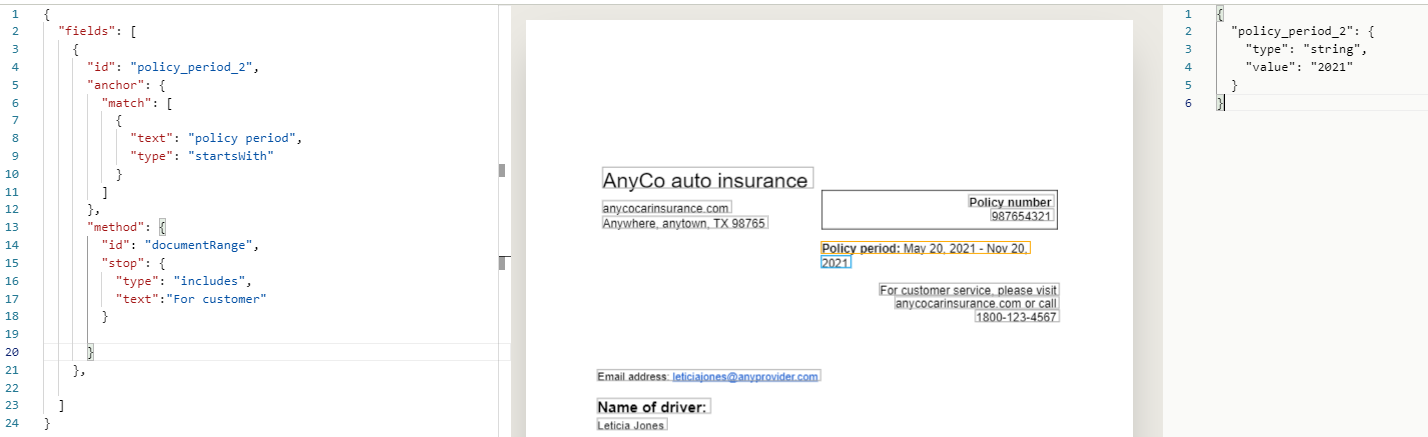 1 {
2 "fields": [
3 {
4 "id": "policy_period_2",
5 "anchor": {
6 "match": [
7 {
8 "text": "policy period",
9 "type": "startsWith"
10 }
11 ]
12 },
13 "method": {
14 "id": "documentRange",
15 "stop": {
16 "type": "includes",
17 "text":"For customer"
18 }
19
20 }
21 },
22
23 ]
24 }
AnyCo auto insurance
anycocarinsurance.com
Anywhere, anytown, TX 98765
Policy number
987654321
Policy period: May 20, 2021 - Nov 20,
2021
For customer service, please visit
anycocarinsurance.com or call
1800-123-4567
Email address: leticiajones@anyprovider.com
Name of driver:
Leticia Jones
1 {
2 "policy_period_2": {
3 "type": "string",
4 "value": "2021"
5 }
6 }